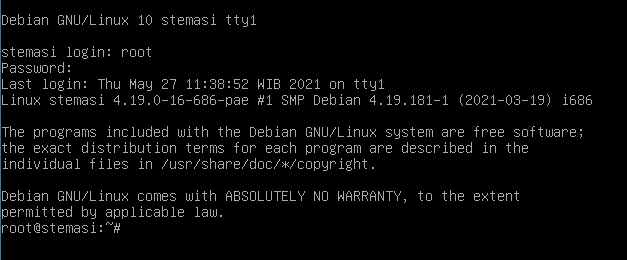 Debian GNU/Linux 10 stemasi tty1
stemasi login: root
Password:
Last login: Thu May 27 11:38:52 WIB 2021 on tty1
Linux stemasi 4.19.0-16-686-pae #1 SMP Debian 4.19.181-1 (2021-03-19) i686
The programs included with the Debian GNU/Linux system are free software;
the exact distribution terms for each program are described in the
individual files in /usr/share/doc/*/copyright.
Debian GNU/Linux comes with ABSOLUTELY NO WARRANTY, to the extent
permitted by applicable law.
root@stemasi:~#